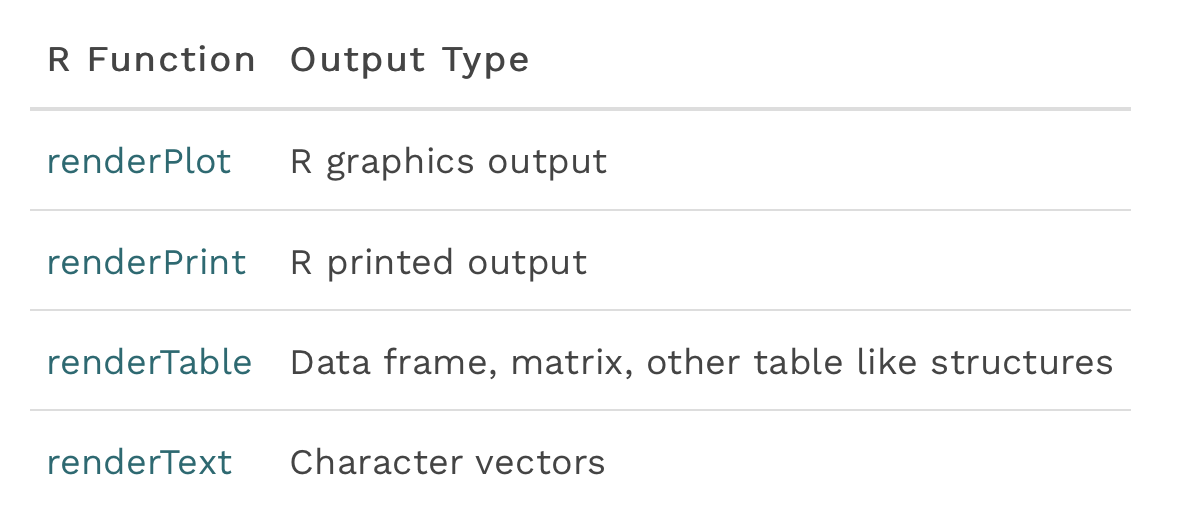 R Function Output Type
renderPlot R graphics output
renderPrint R printed output
renderTable Data frame, matrix, other table like structures
renderText Character vectors